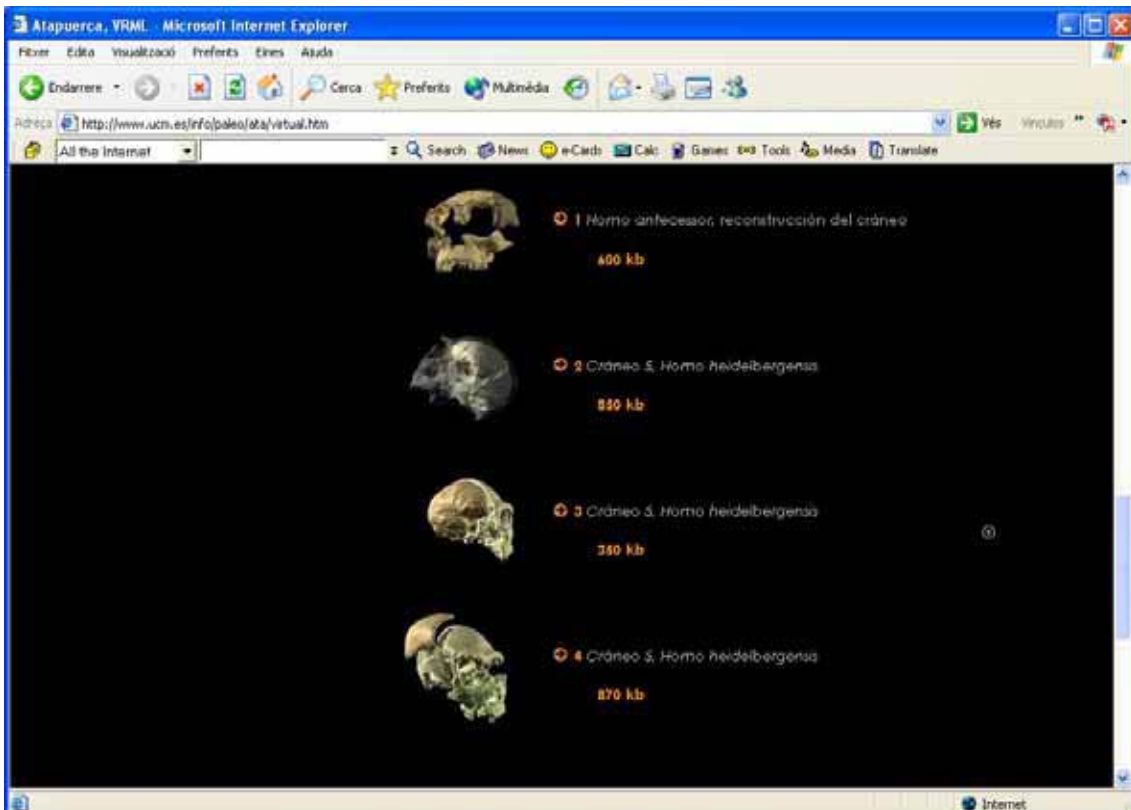 Atapuerca, VRML - Microsoft Internet Explorer
Fitxer Edita Visualització Preferits Eines Ajuda
Endarrere Cerca Preferits Multimèdia
Adreça http://www.ucm.es/info/paleo/ata/virtual.htm Vés Vínculos
All the Internet Search News e-Cards Calc Games Tools Media Translate
1 Homo antecessor, reconstrucción del cráneo
600 kb
2 Cráneo 5, Homo heidelbergensis
850 kb
3 Cráneo 5, Homo heidelbergensis
350 kb
4 Cráneo 5, Homo heidelbergensis
870 kb
Internet